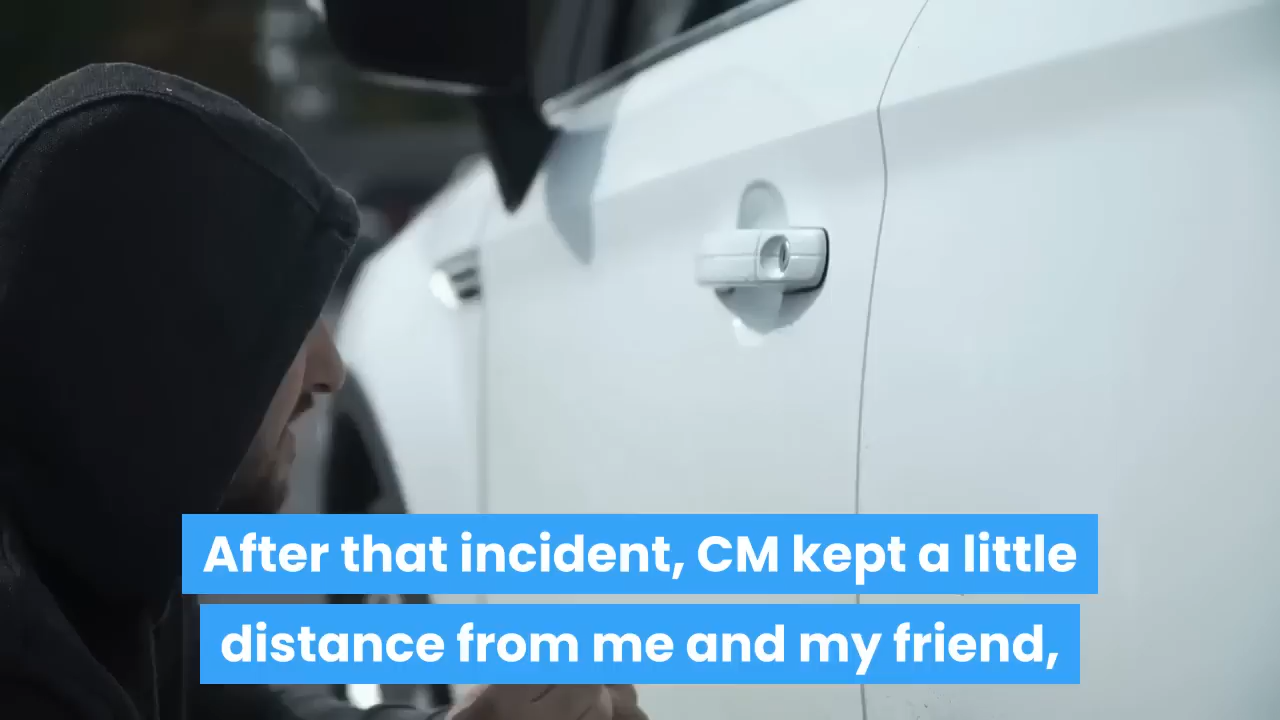 After that incident, CM kept a little
distance from me and my friend,